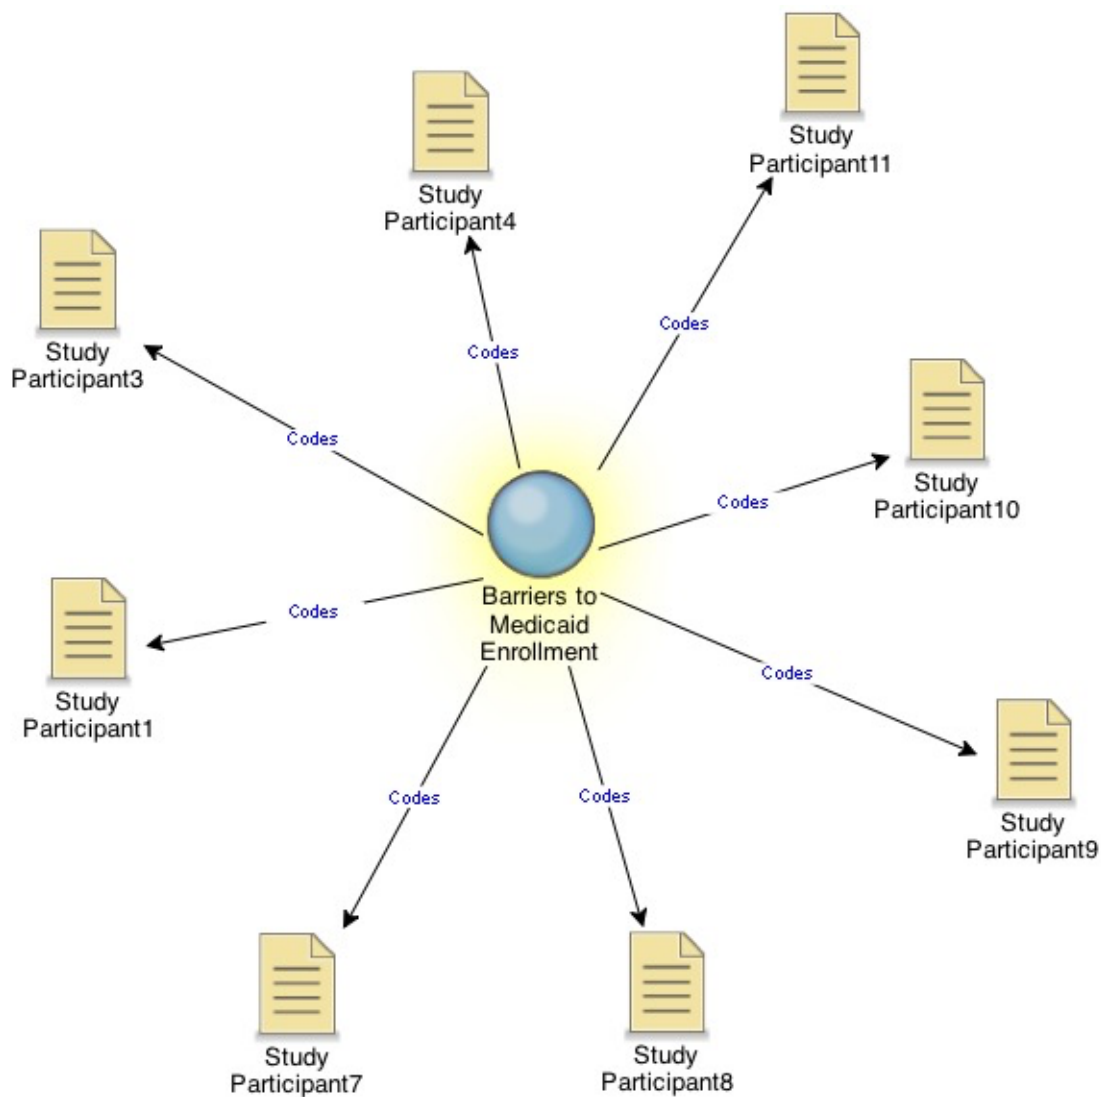 Study
Participant11
Study
Participant4
Codes
Study
Participant3
Codes
Codes
Study
Participant10
Codes
Barriers to
Medicaid
Enrollment
Codes
Study
Participant1
Codes
Study
Participant9
Codes
Codes
Study
Participant7
Study
Participant8